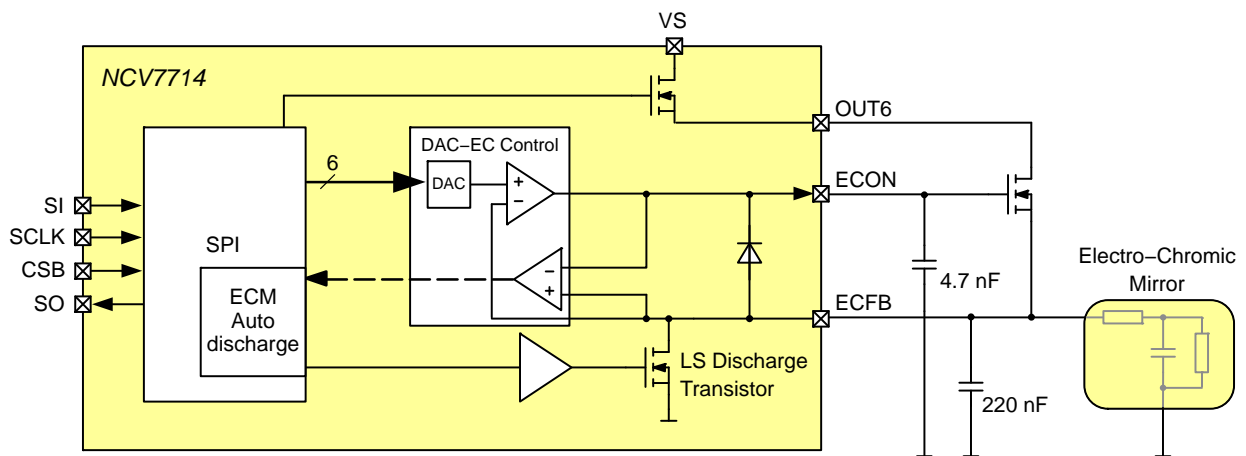 VS
NCV7714
OUT6
DAC−EC Control
6
DAC
+
−
ECON
SI
SCLK
CSB
SO
SPI
−
+
4.7 nF
Electro−Chromic
Mirror
ECM
Auto
discharge
ECFB
LS Discharge
Transistor
220 nF